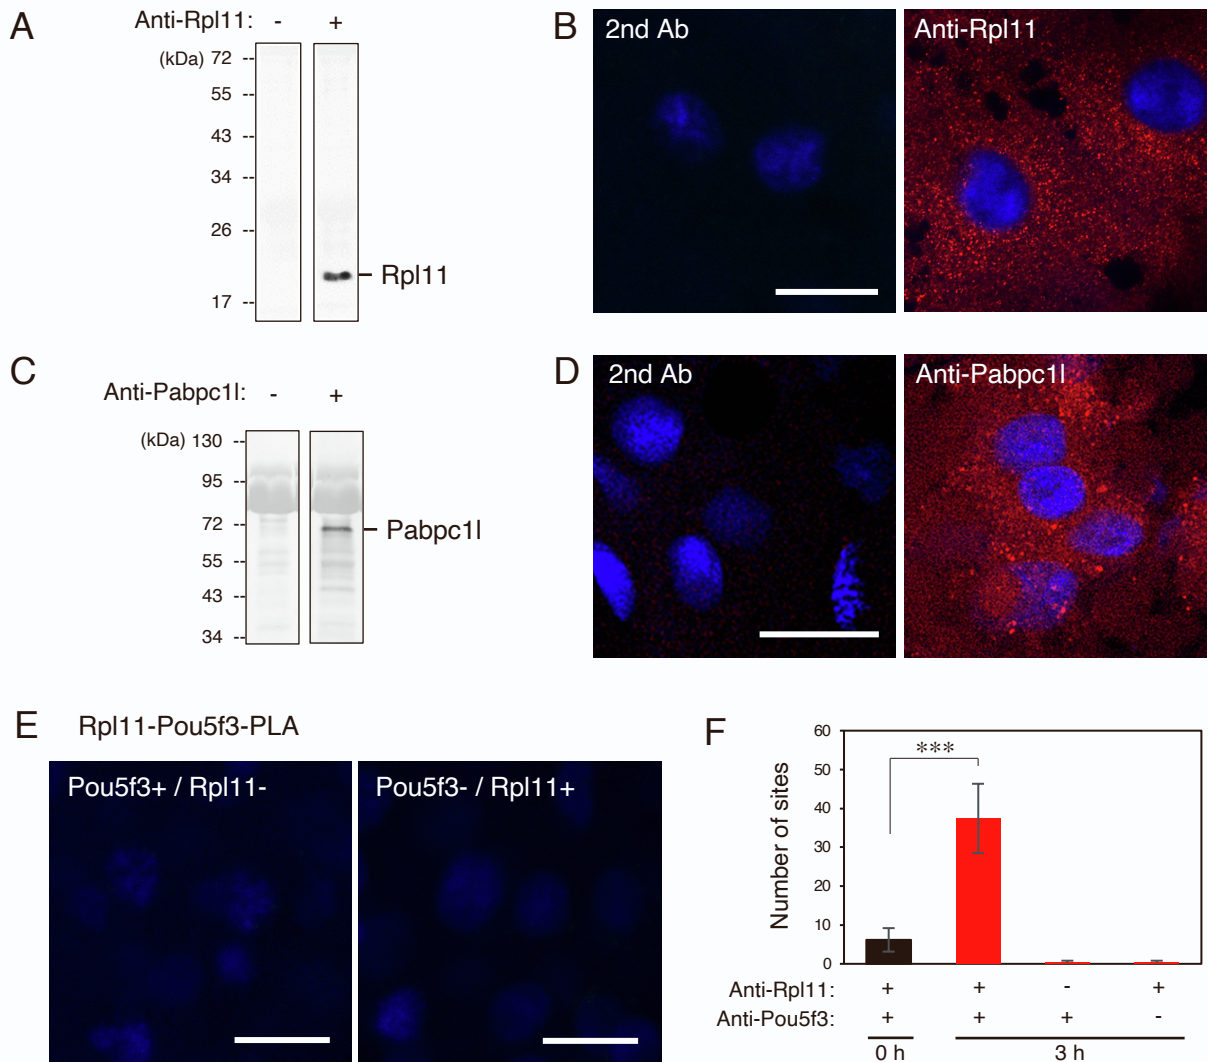 A
Anti-Rpl11: - +
(kDa) 72 --
55 --
43 --
34 --
26 --
17 --
Rpl11
B
2nd Ab
Anti-Rpl11
C
Anti-Pabpc1l: - +
(kDa) 130 --
95 --
72 --
55 --
43 --
34 --
Pabpc1l
D
2nd Ab
Anti-Pabpc1l
E
Rpl11-Pou5f3-PLA
Pou5f3+ / Rpl11-
Pou5f3- / Rpl11+
F
Number of sites
60
50
40
30
20
10
0
***
Anti-Rpl11: + + - +
Anti-Pou5f3: + + + -
0 h 3 h